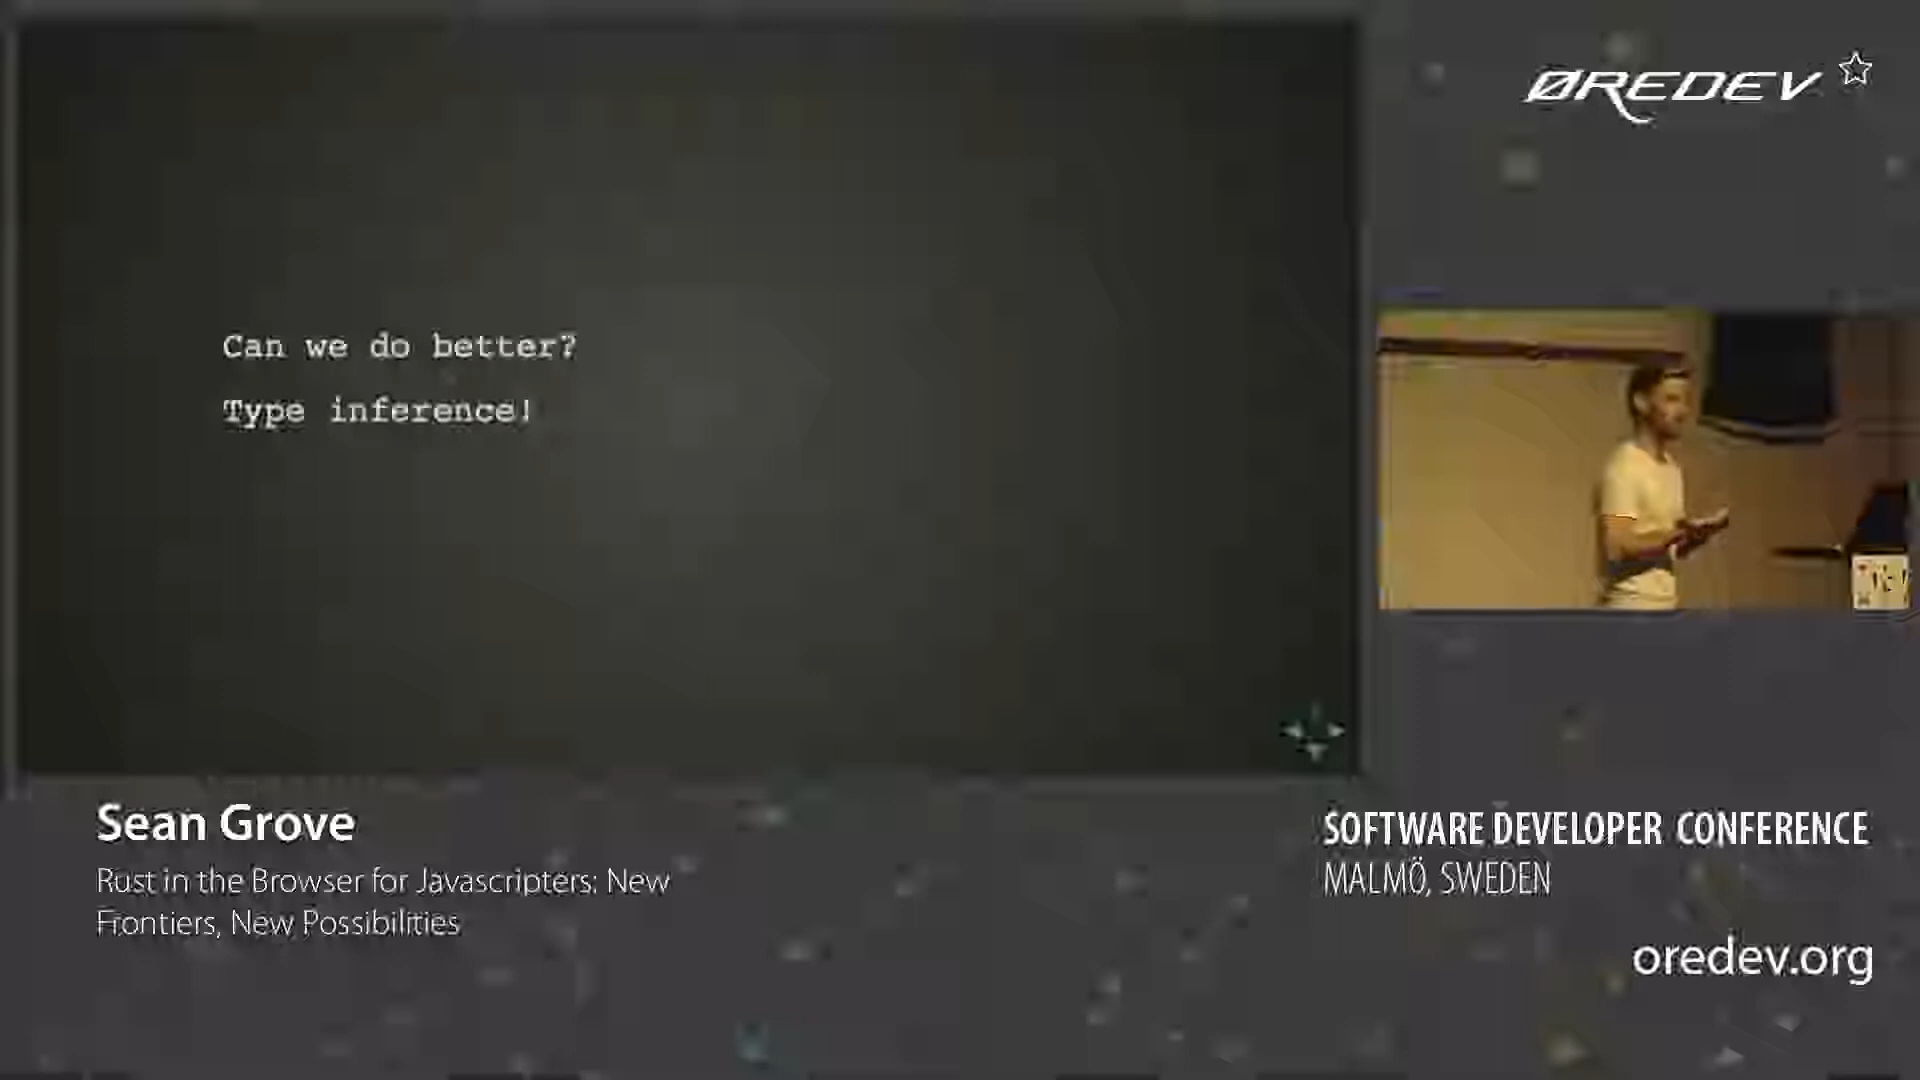 ØREDEV
Can we do better?
Type inference!
Sean Grove
Rust in the Browser for Javascripters: New
Frontiers, New Possibilities
SOFTWARE DEVELOPER CONFERENCE
MALMÖ, SWEDEN
oredev.org